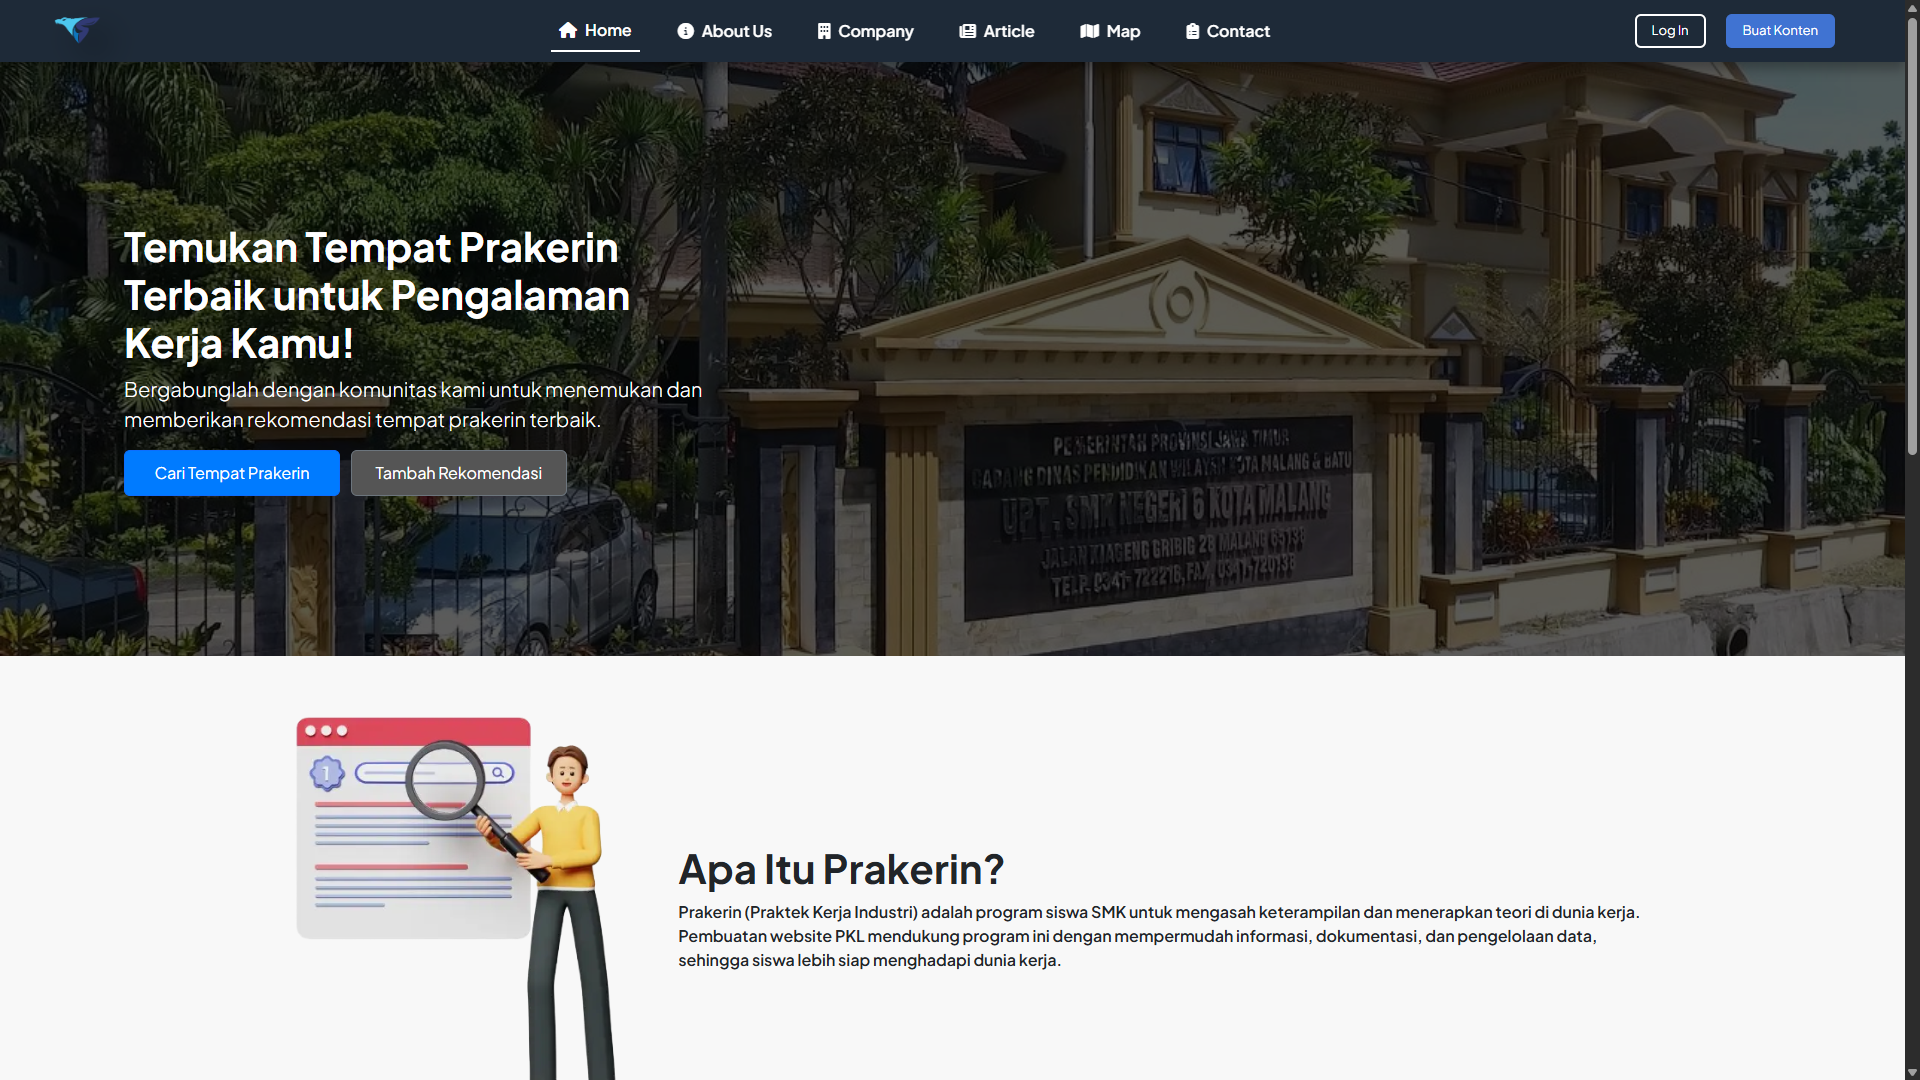 Home
About Us
Company
Article
Map
Contact
Log In
Buat Konten
Temukan Tempat Prakerin
Terbaik untuk Pengalaman
Kerja Kamu!
Bergabunglah dengan komunitas kami untuk menemukan dan
memberikan rekomendasi tempat prakerin terbaik.
Cari Tempat Prakerin
Tambah Rekomendasi
PEMERINTAH PROVINSI JAWA TIMUR
CABANG DINAS PENDIDIKAN WILAYAH KOTA MALANG & BATU
UPT. SMK NEGERI 6 KOTA MALANG
JALAN KI AGENG GRIBIG 28 MALANG 65138
TELP. 0341- 722216, FAX. 0341-720138
1
Apa Itu Prakerin?
Prakerin (Praktek Kerja Industri) adalah program siswa SMK untuk mengasah keterampilan dan menerapkan teori di dunia kerja.
Pembuatan website PKL mendukung program ini dengan mempermudah informasi, dokumentasi, dan pengelolaan data,
sehingga siswa lebih siap menghadapi dunia kerja.